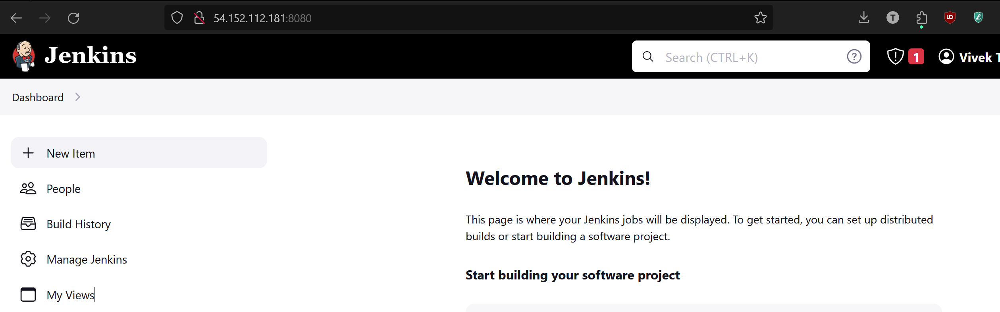 54.152.112.181:8080
T
Jenkins
Search (CTRL+K)
1
Vivek T
Dashboard
New Item
People
Build History
Manage Jenkins
My Views
Welcome to Jenkins!
This page is where your Jenkins jobs will be displayed. To get started, you can set up distributed
builds or start building a software project.
Start building your software project